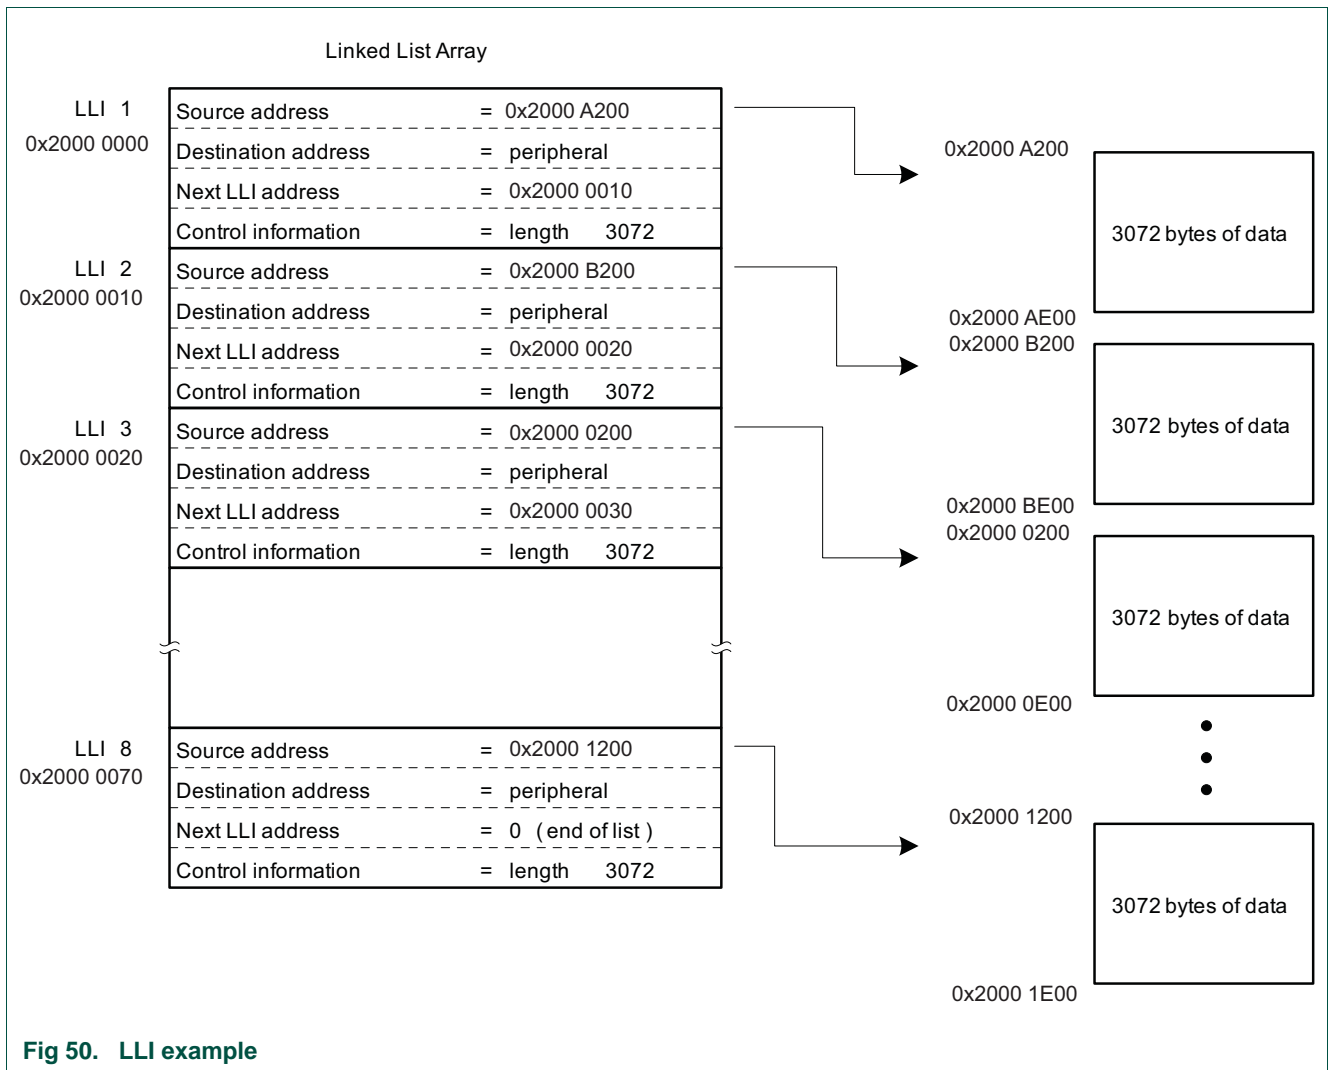 Linked List Array
LLI 1
0x2000 0000
Source address = 0x2000 A200
Destination address = peripheral
Next LLI address = 0x2000 0010
Control information = length 3072
LLI 2
0x2000 0010
Source address = 0x2000 B200
Destination address = peripheral
Next LLI address = 0x2000 0020
Control information = length 3072
LLI 3
0x2000 0020
Source address = 0x2000 0200
Destination address = peripheral
Next LLI address = 0x2000 0030
Control information = length 3072
LLI 8
0x2000 0070
Source address = 0x2000 1200
Destination address = peripheral
Next LLI address = 0 (end of list)
Control information = length 3072
0x2000 A200
3072 bytes of data
0x2000 AE00
0x2000 B200
3072 bytes of data
0x2000 BE00
0x2000 0200
3072 bytes of data
0x2000 0E00
0x2000 1200
3072 bytes of data
0x2000 1E00
Fig 50. LLI example